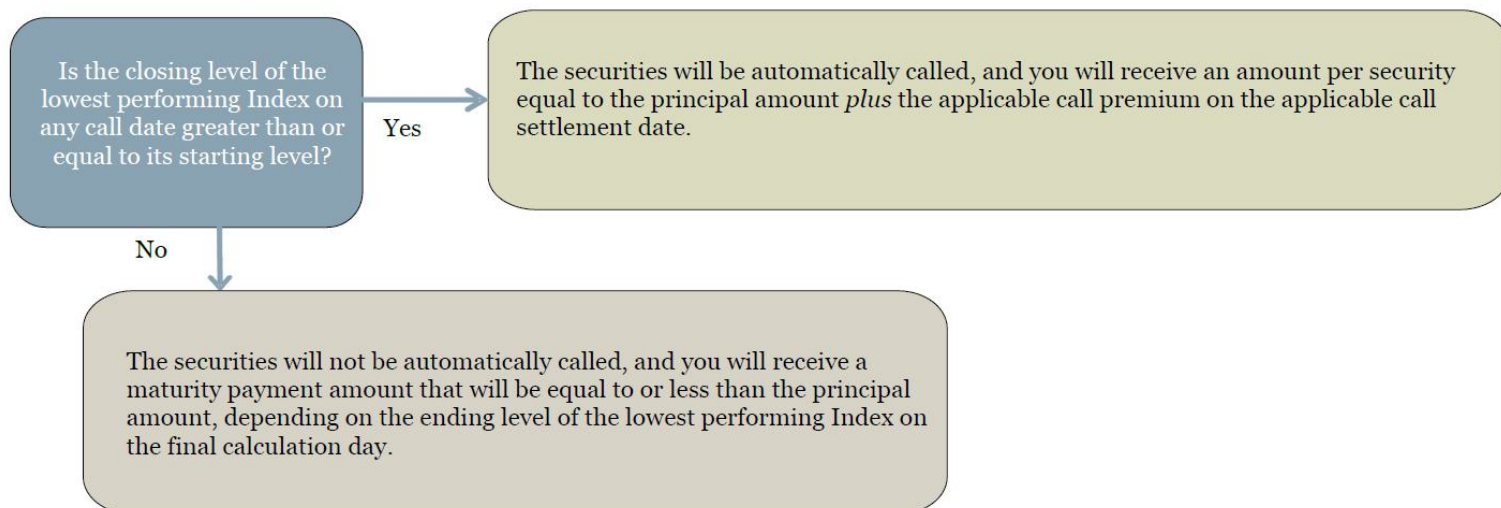 Is the closing level of the
lowest performing Index on
any call date greater than or
equal to its starting level?
Yes
The securities will be automatically called, and you will receive an amount per security
equal to the principal amount plus the applicable call premium on the applicable call
settlement date.
No
The securities will not be automatically called, and you will receive a
maturity payment amount that will be equal to or less than the principal
amount, depending on the ending level of the lowest performing Index on
the final calculation day.